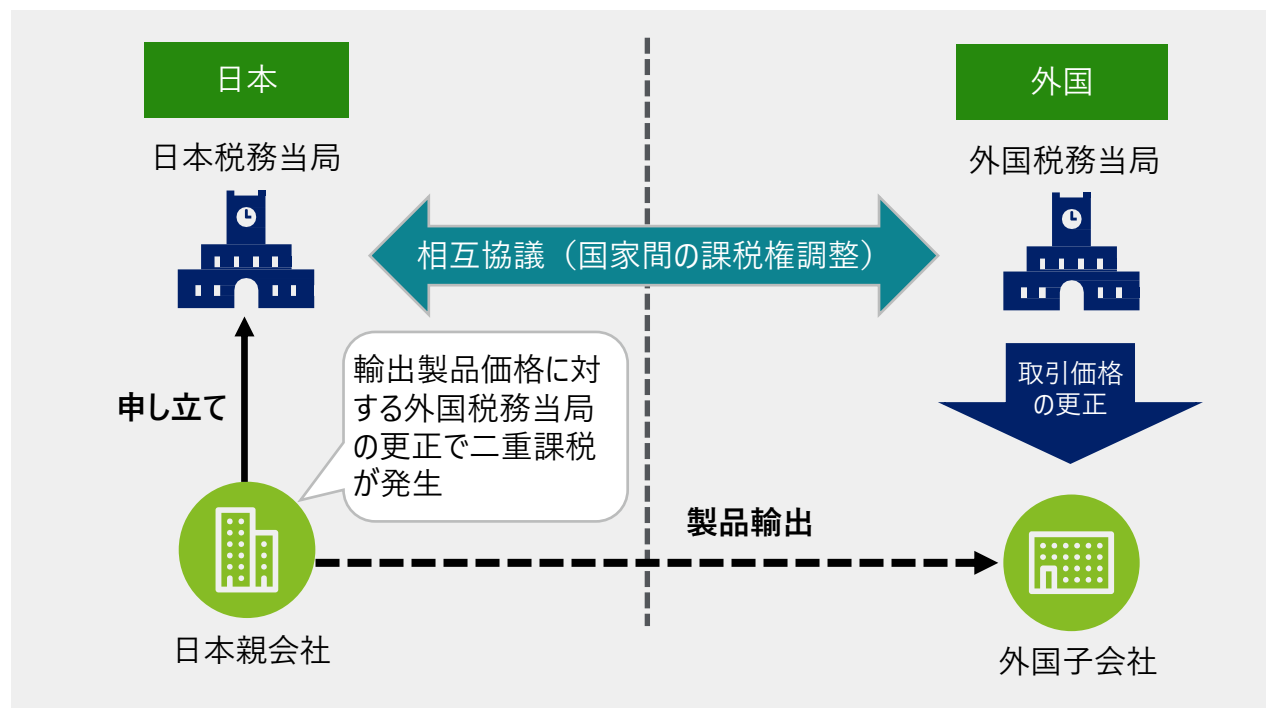 日本
外国
日本税務当局
外国税務当局
相互協議（国家間の課税権調整）
輸出製品価格に対
する外国税務当局
の更正で二重課税
が発生
取引価格
の更正
申し立て
製品輸出
日本親会社
外国子会社